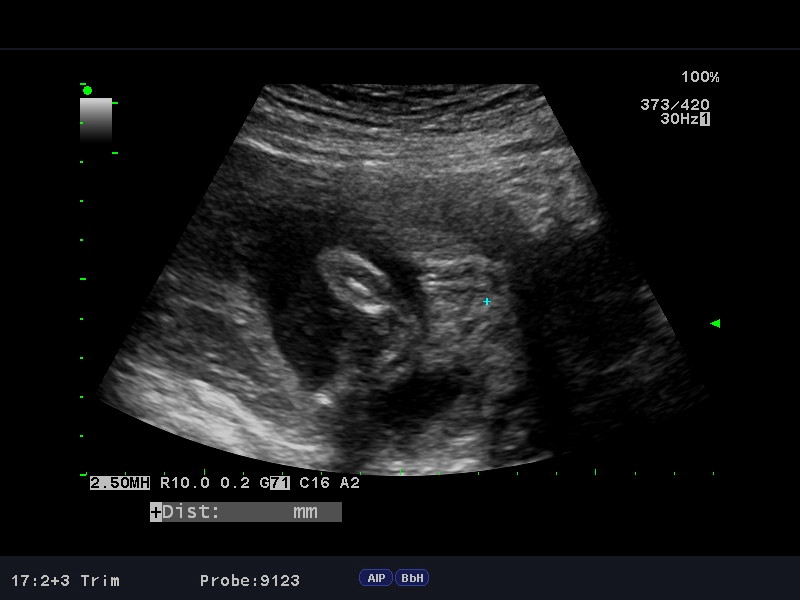 100%
373/420
30Hz1
2.50MH R10.0 0.2 G71 C16 A2
+Dist: mm
17:2+3 Trim Probe:9123 AIP BbH